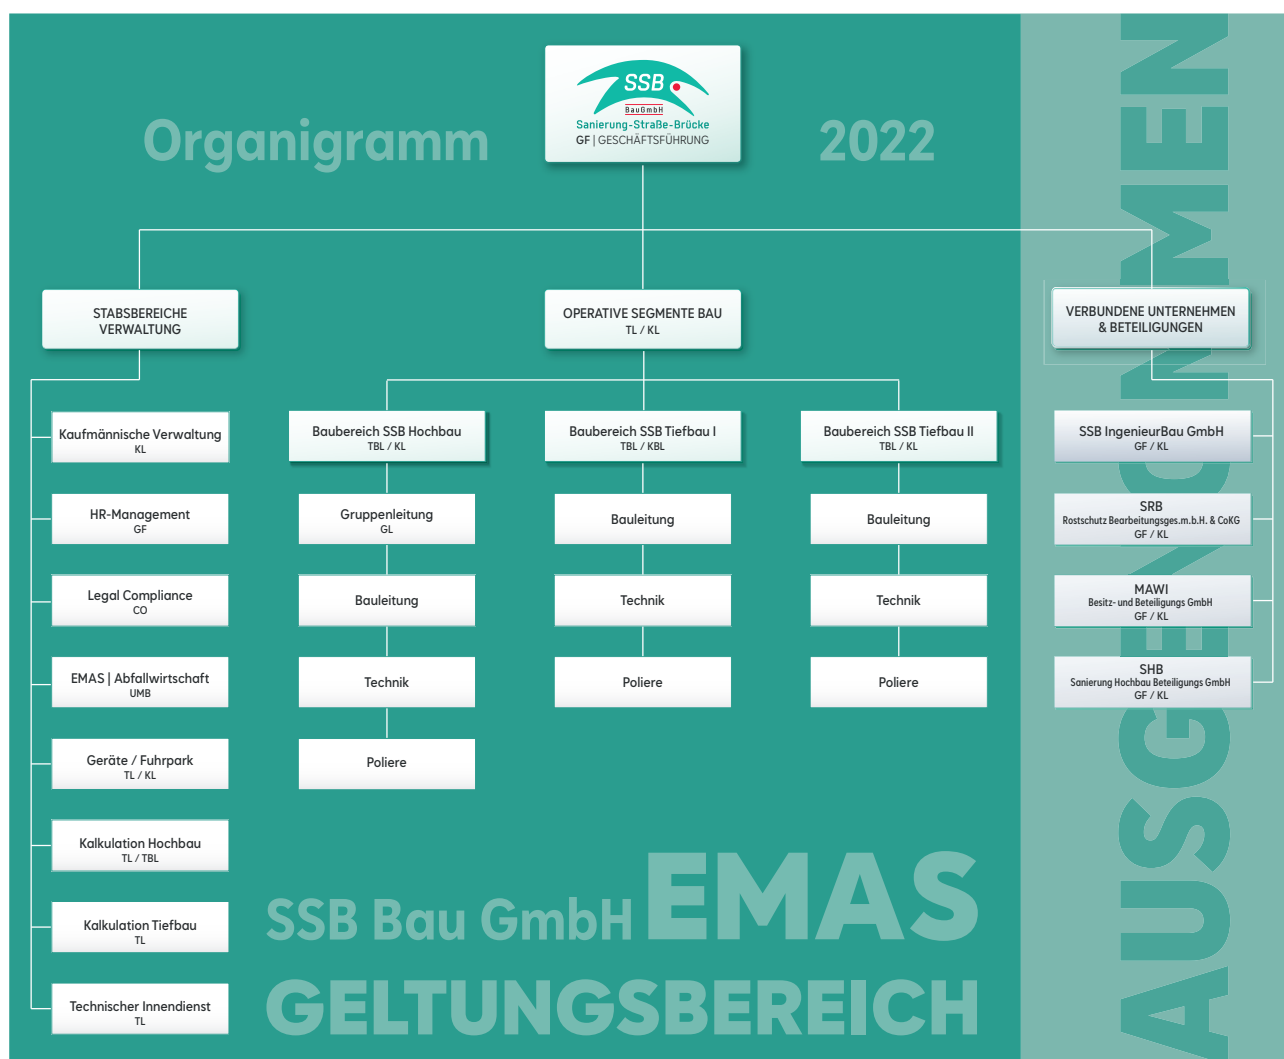 SSB
BauGmbH
Sanierung-Straße-Brücke
GF | GESCHÄFTSFÜHRUNG
Organigramm 2022
STABSBEREICHE
VERWALTUNG
Kaufmännische Verwaltung
KL
HR-Management
GF
Legal Compliance
CO
EMAS | Abfallwirtschaft
UMB
Geräte / Fuhrpark
TL / KL
Kalkulation Hochbau
TL / TBL
Kalkulation Tiefbau
TL
Technischer Innendienst
TL
OPERATIVE SEGMENTE BAU
TL / KL
Baubereich SSB Hochbau
TBL / KL
Gruppenleitung
GL
Bauleitung
Technik
Poliere
Baubereich SSB Tiefbau I
TBL / KBL
Bauleitung
Technik
Poliere
Baubereich SSB Tiefbau II
TBL / KL
Bauleitung
Technik
Poliere
VERBUNDENE UNTERNEHMEN
& BETEILIGUNGEN
SSB IngenieurBau GmbH
GF / KL
SRB
Rostschutz Bearbeitungsges.m.b.H. & CoKG
GF / KL
MAWI
Besitz- und Beteiligungs GmbH
GF / KL
SHB
Sanierung Hochbau Beteiligungs GmbH
GF / KL
SSB Bau GmbH EMAS
GELTUNGSBEREICH
AUSGENOMMEN